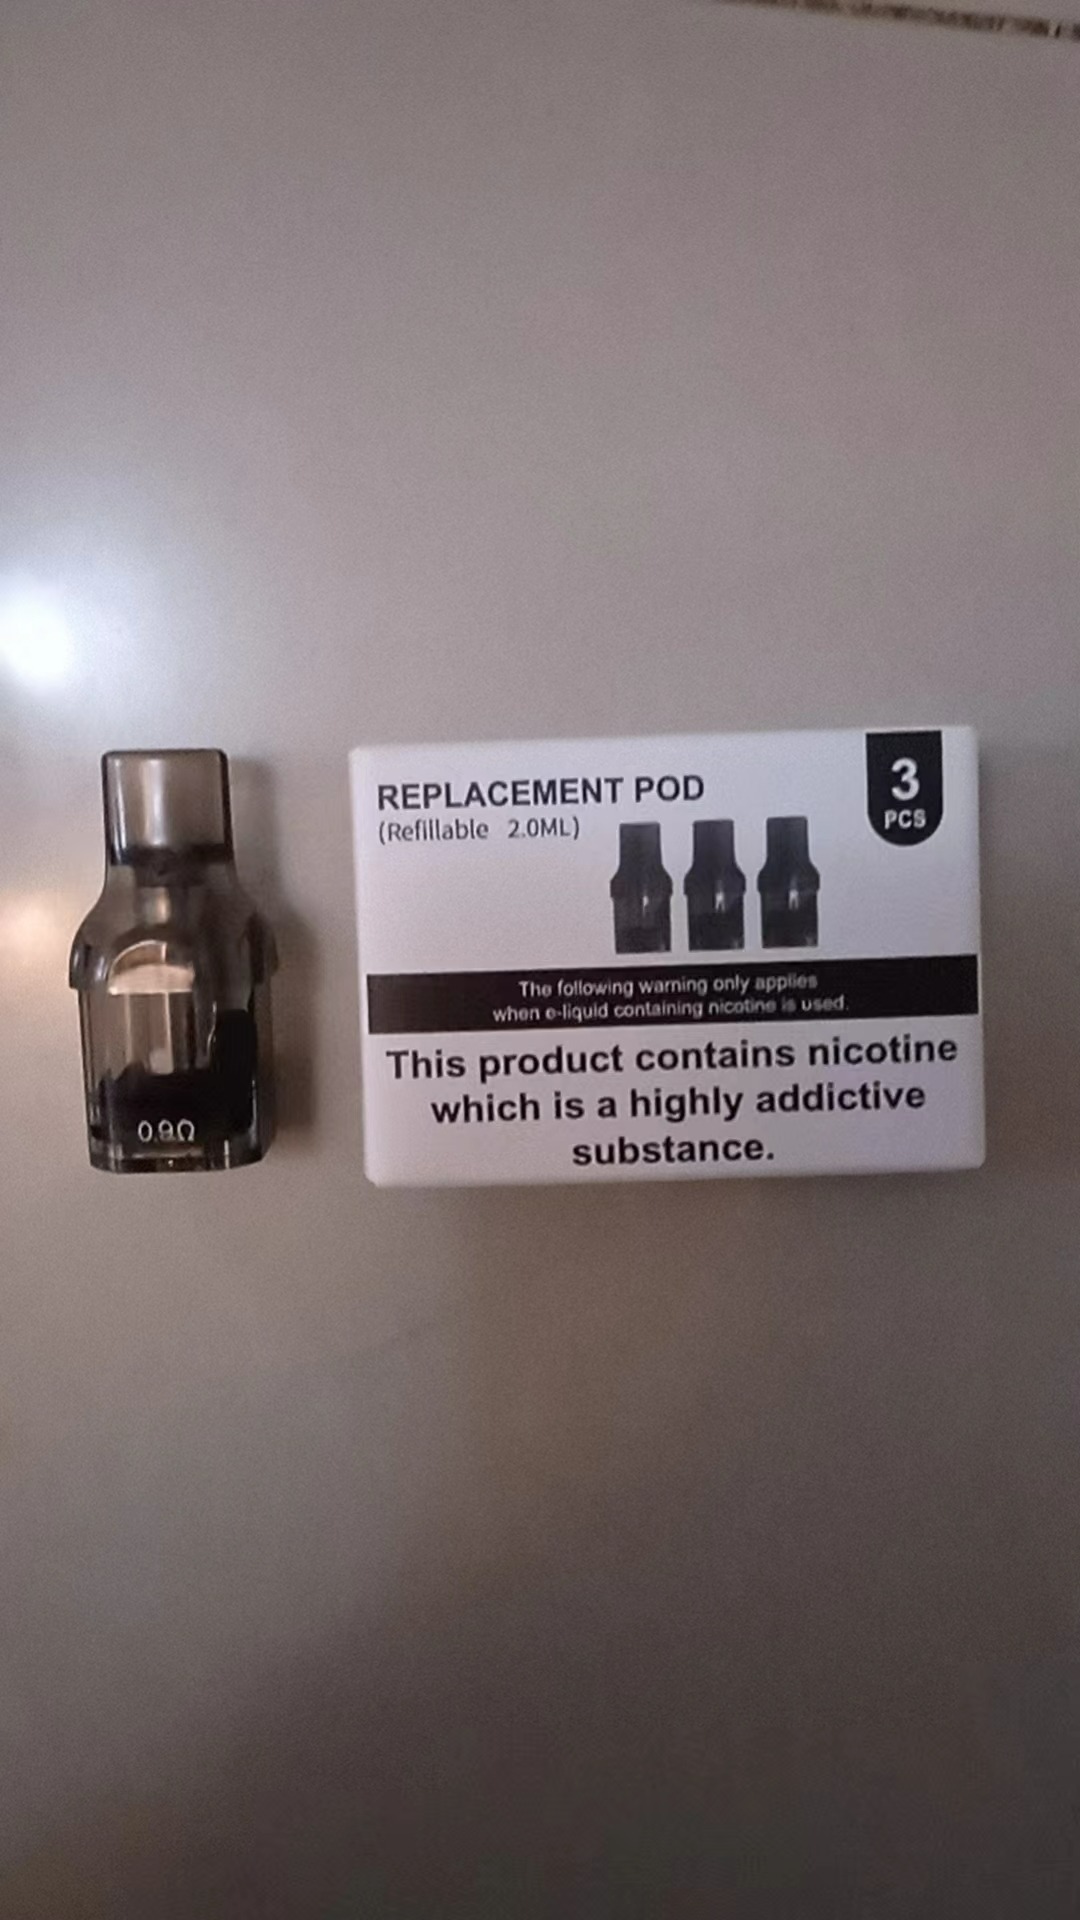 REPLACEMENT POD
(Refillable 2.0ML)
3
PCS
The following warning only applies
when e-liquid containing nicotine is used.
This product contains nicotine
which is a highly addictive
substance.
0.9Ω